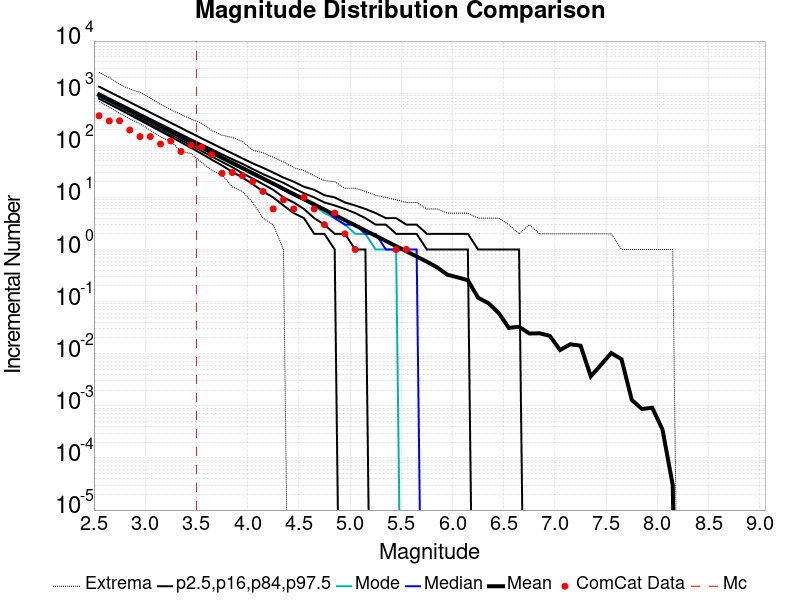 Magnitude Distribution Comparison
10^4
10^3
10^2
10^1
10^0
10^-1
10^-2
10^-3
10^-4
10^-5
Incremental Number
2.5 3.0 3.5 4.0 4.5 5.0 5.5 6.0 6.5 7.0 7.5 8.0 8.5 9.0
Magnitude
Extrema p2.5,p16,p84,p97.5 Mode Median Mean ComCat Data Mc